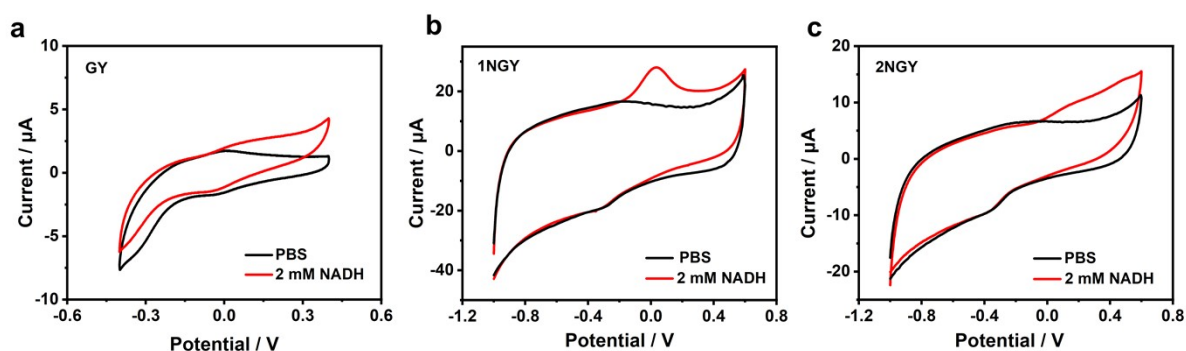 a
GY
Current / μA
10
5
0
-5
-10
-0.6
-0.3
0.0
0.3
0.6
Potential / V
PBS
2 mM NADH
b
1NGY
Current / μA
20
0
-20
-40
-1.2
-0.8
-0.4
0.0
0.4
0.8
Potential / V
PBS
2 mM NADH
c
2NGY
Current / μA
20
15
10
5
0
-10
-20
-1.2
-0.8
-0.4
0.0
0.4
0.8
Potential / V
PBS
2 mM NADH